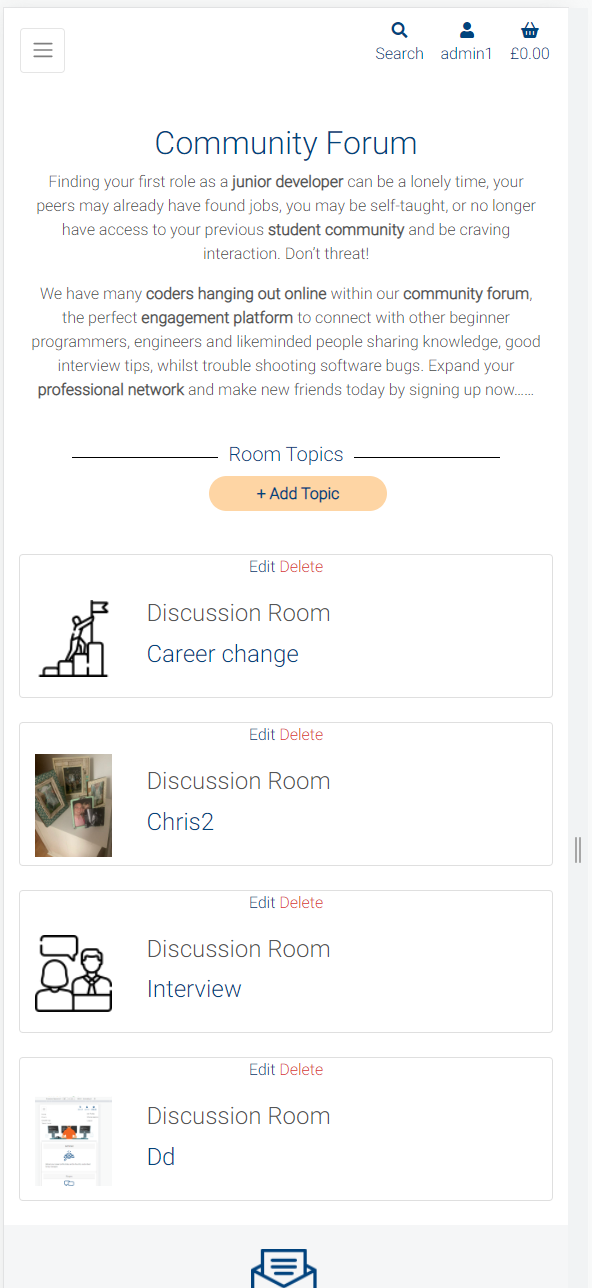 Search admin1 £0.00
Community Forum
Finding your first role as a junior developer can be a lonely time, your
peers may already have found jobs, you may be self-taught, or no longer
have access to your previous student community and be craving
interaction. Don’t threat!
We have many coders hanging out online within our community forum,
the perfect engagement platform to connect with other beginner
programmers, engineers and likeminded people sharing knowledge, good
interview tips, whilst trouble shooting software bugs. Expand your
professional network and make new friends today by signing up now......
Room Topics
+ Add Topic
Edit Delete
Discussion Room
Career change
Edit Delete
Discussion Room
Chris2
Edit Delete
Discussion Room
Interview
Edit Delete
Discussion Room
Dd